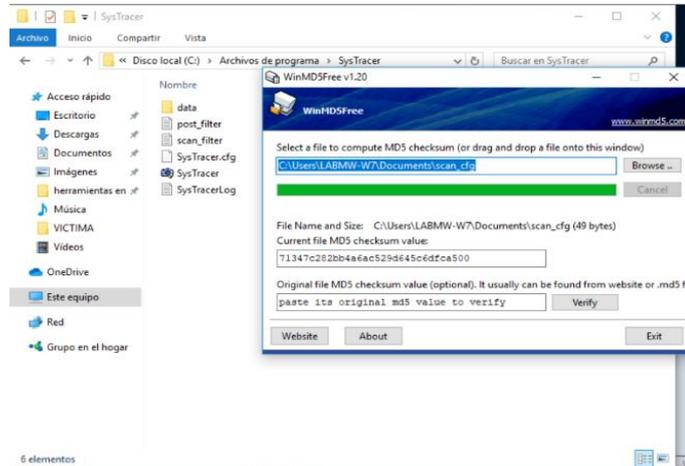 SysTracer
Archivo Inicio Compartir Vista
« Disco local (C:) › Archivos de programa › SysTracer
Buscar en SysTracer
Acceso rápido
Escritorio
Descargas
Documentos
Imágenes
herramientas en
Música
VICTIMA
Vídeos
OneDrive
Este equipo
Red
Grupo en el hogar
Nombre
data
post_filter
scan_filter
SysTracer.cfg
SysTracer
SysTracerLog
6 elementos
WinMD5Free v1.20
WinMD5Free
www.winmd5.com
Select a file to compute MD5 checksum (or drag and drop a file onto this window)
C:\Users\LABMW-W7\Documents\scan_cfg
Browse ..
Cancel
File Name and Size: C:\Users\LABMW-W7\Documents\scan_cfg (49 bytes)
Current file MD5 checksum value:
71347c282bb4a6ac529d645c6dfca500
Original file MD5 checksum value (optional). It usually can be found from website or .md5 f
paste its original md5 value to verify
Verify
Website About Exit